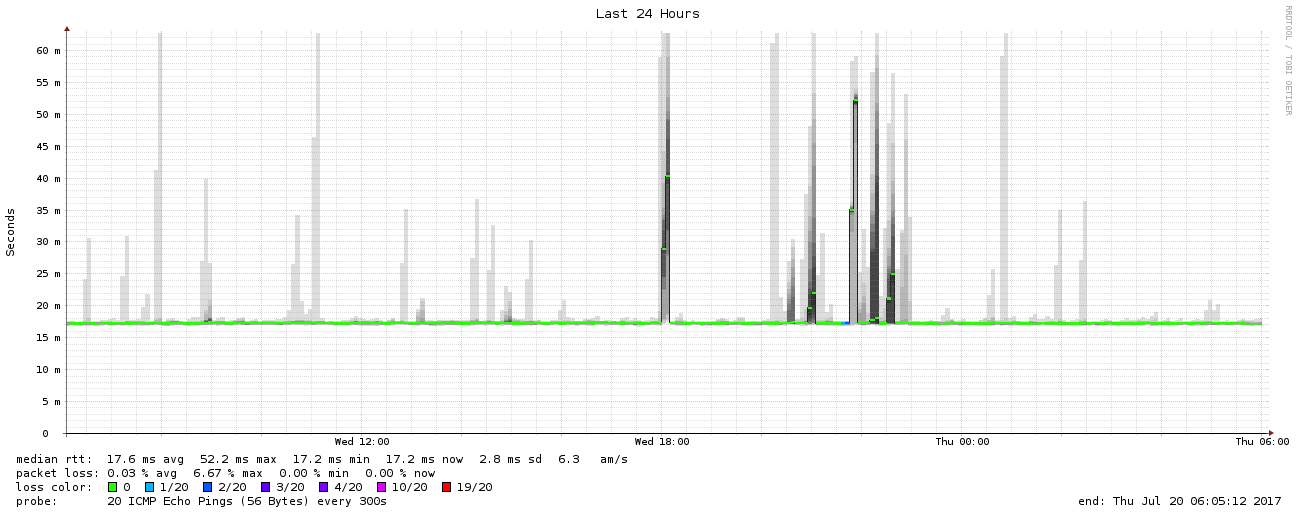 Last 24 Hours
RRDTOOL / TOBI OETIKER
Seconds
60 m
55 m
50 m
45 m
40 m
35 m
30 m
25 m
20 m
15 m
10 m
5 m
0
Wed 12:00 Wed 18:00 Thu 00:00 Thu 06:00
median rtt: 17.6 ms avg 52.2 ms max 17.2 ms min 17.2 ms now 2.8 ms sd 6.3 am/s
packet loss: 0.03 % avg 6.67 % max 0.00 % min 0.00 % now
loss color: 0 1/20 2/20 3/20 4/20 10/20 19/20
probe: 20 ICMP Echo Pings (56 Bytes) every 300s end: Thu Jul 20 06:05:12 2017